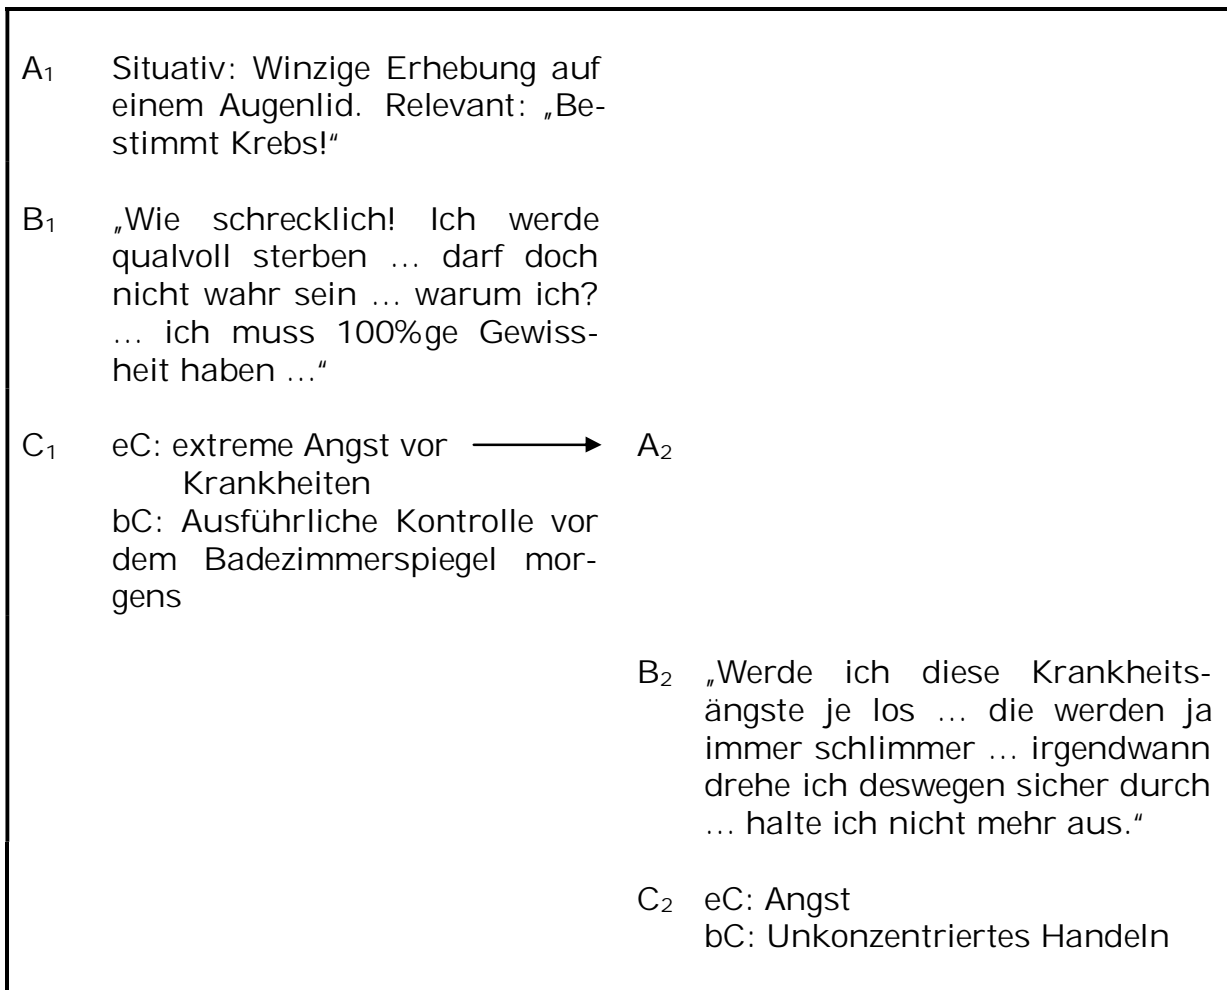 A₁ Situativ: Winzige Erhebung auf
einem Augenlid. Relevant: „Be-
stimmt Krebs!“
B₁ „Wie schrecklich! Ich werde
qualvoll sterben … darf doch
nicht wahr sein … warum ich?
… ich muss 100%ge Gewiss-
heit haben …“
C₁ eC: extreme Angst vor → A₂
Krankheiten
bC: Ausführliche Kontrolle vor
dem Badezimmerspiegel mor-
gens
B₂ „Werde ich diese Krankheits-
ängste je los … die werden ja
immer schlimmer … irgendwann
drehe ich deswegen sicher durch
… halte ich nicht mehr aus.“
C₂ eC: Angst
bC: Unkonzentriertes Handeln